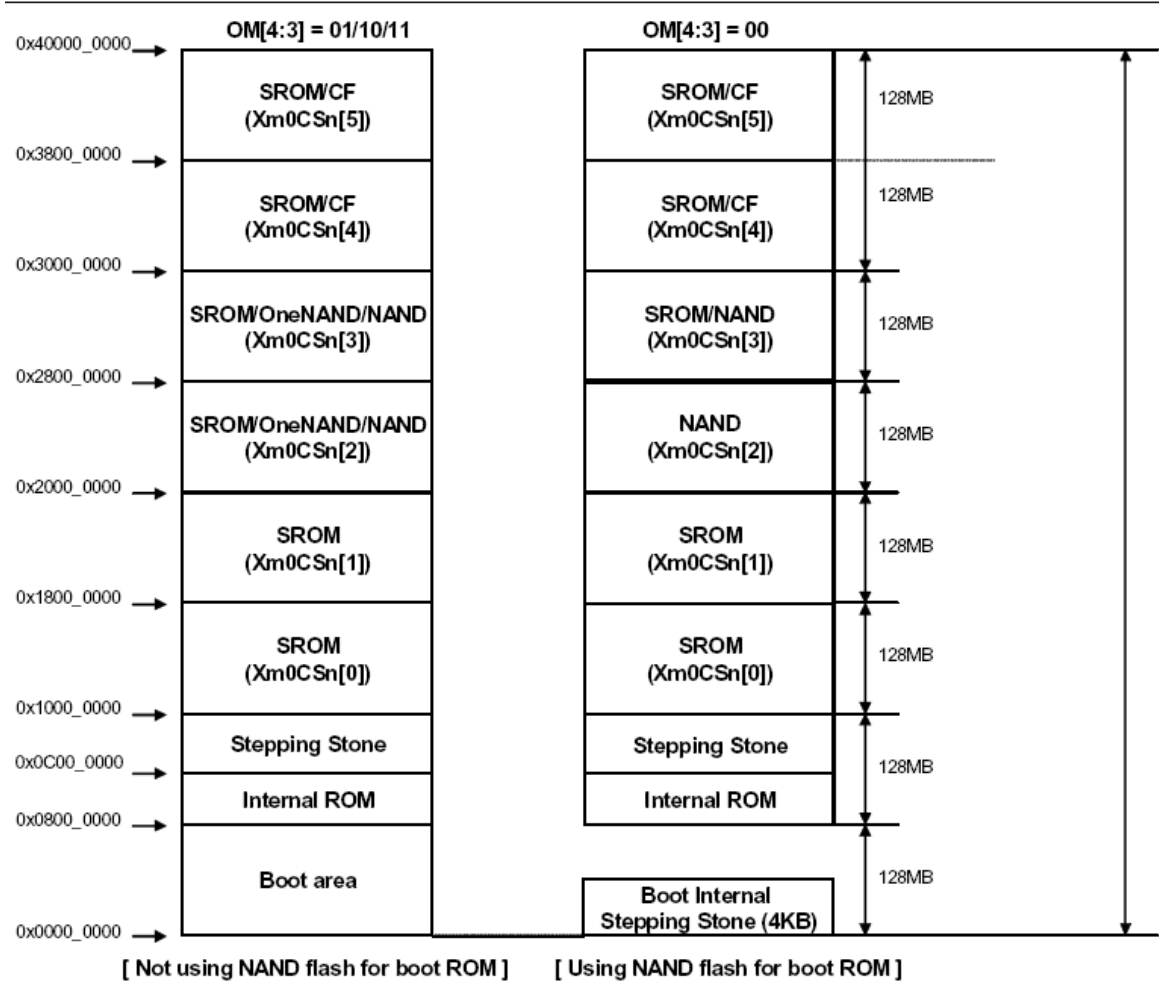 OM[4:3] = 01/10/11
OM[4:3] = 00
0x40000_0000
SROM/CF
(Xm0CSn[5])
SROM/CF
(Xm0CSn[5])
128MB
0x3800_0000
SROM/CF
(Xm0CSn[4])
SROM/CF
(Xm0CSn[4])
128MB
0x3000_0000
SROM/OneNAND/NAND
(Xm0CSn[3])
SROM/NAND
(Xm0CSn[3])
128MB
0x2800_0000
SROM/OneNAND/NAND
(Xm0CSn[2])
NAND
(Xm0CSn[2])
128MB
0x2000_0000
SROM
(Xm0CSn[1])
SROM
(Xm0CSn[1])
128MB
0x1800_0000
SROM
(Xm0CSn[0])
SROM
(Xm0CSn[0])
128MB
0x1000_0000
Stepping Stone
Stepping Stone
0x0C00_0000
128MB
Internal ROM
Internal ROM
0x0800_0000
Boot area
128MB
Boot Internal
Stepping Stone (4KB)
0x0000_0000
[ Not using NAND flash for boot ROM ]
[ Using NAND flash for boot ROM ]